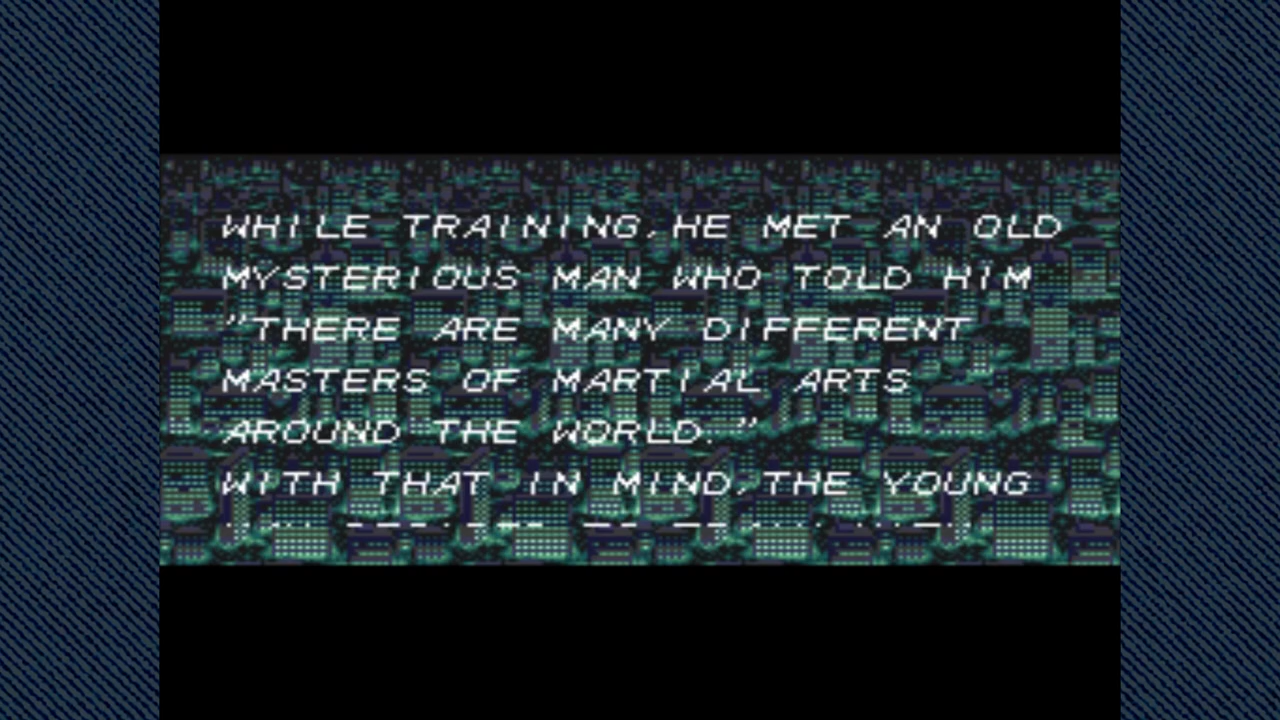 WHILE TRAINING,HE MET AN OLD
MYSTERIOUS MAN WHO TOLD HIM
"THERE ARE MANY DIFFERENT
MASTERS OF MARTIAL ARTS
AROUND THE WORLD."
WITH THAT IN MIND,THE YOUNG